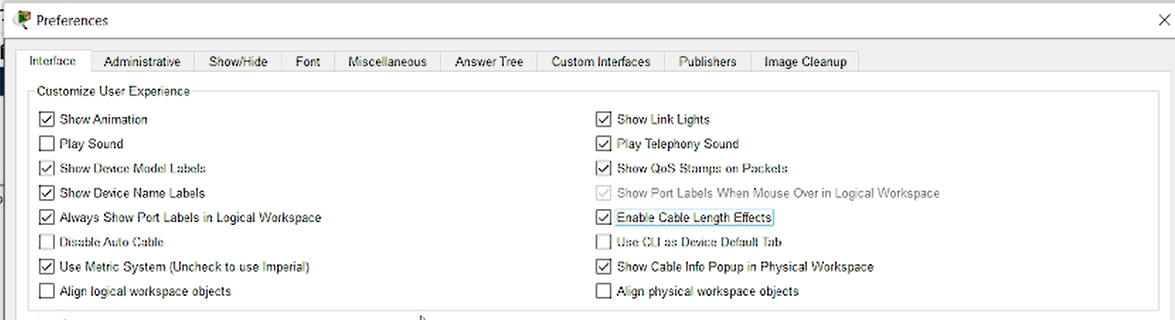 Preferences
Interface Administrative Show/Hide Font Miscellaneous Answer Tree Custom Interfaces Publishers Image Cleanup
Customize User Experience
Show Animation
Show Link Lights
Play Sound
Play Telephony Sound
Show Device Model Labels
Show QoS Stamps on Packets
Show Device Name Labels
Show Port Labels When Mouse Over in Logical Workspace
Always Show Port Labels in Logical Workspace
Enable Cable Length Effects
Disable Auto Cable
Use CLI as Device Default Tab
Use Metric System (Uncheck to use Imperial)
Show Cable Info Popup in Physical Workspace
Align logical workspace objects
Align physical workspace objects